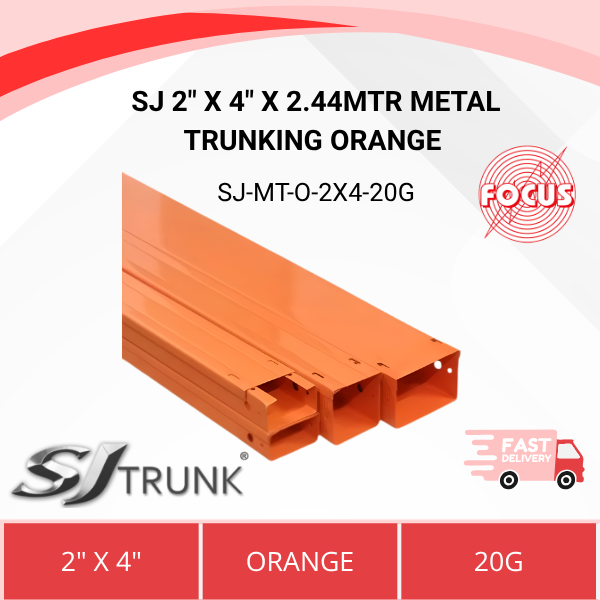 SJ 2" X 4" X 2.44MTR METAL
TRUNKING ORANGE
SJ-MT-O-2X4-20G
FOCUS
SJ TRUNK®
FAST
DELIVERY
2" X 4"
ORANGE
20G